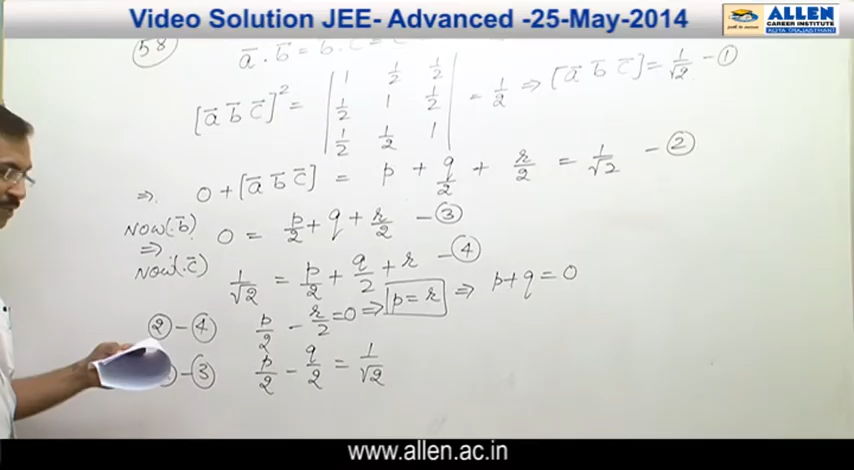 Video Solution JEE- Advanced -25-May-2014
ALLEN
CAREER INSTITUTE
KOTA (RAJASTHAN)
58
a̅ · b̅ = b̅ · c̅ =
[a̅ b̅ c̅]² = | 1 1/2 1/2 | = 1/2 ⇒ [a̅ b̅ c̅] = 1/√2 – ①
| 1/2 1 1/2 |
| 1/2 1/2 1 |
⇒ 0 + [a̅ b̅ c̅] = p + q/2 + r/2 = 1/√2 – ②
NOW (·b̅) ⇒ 0 = p/2 + q + r/2 – ③
NOW (·c̅) 1/√2 = p/2 + q/2 + r – ④
② – ④ p/2 – r/2 = 0 ⇒ p = r ⇒ p + q = 0
– ③ p/2 – q/2 = 1/√2
www.allen.ac.in